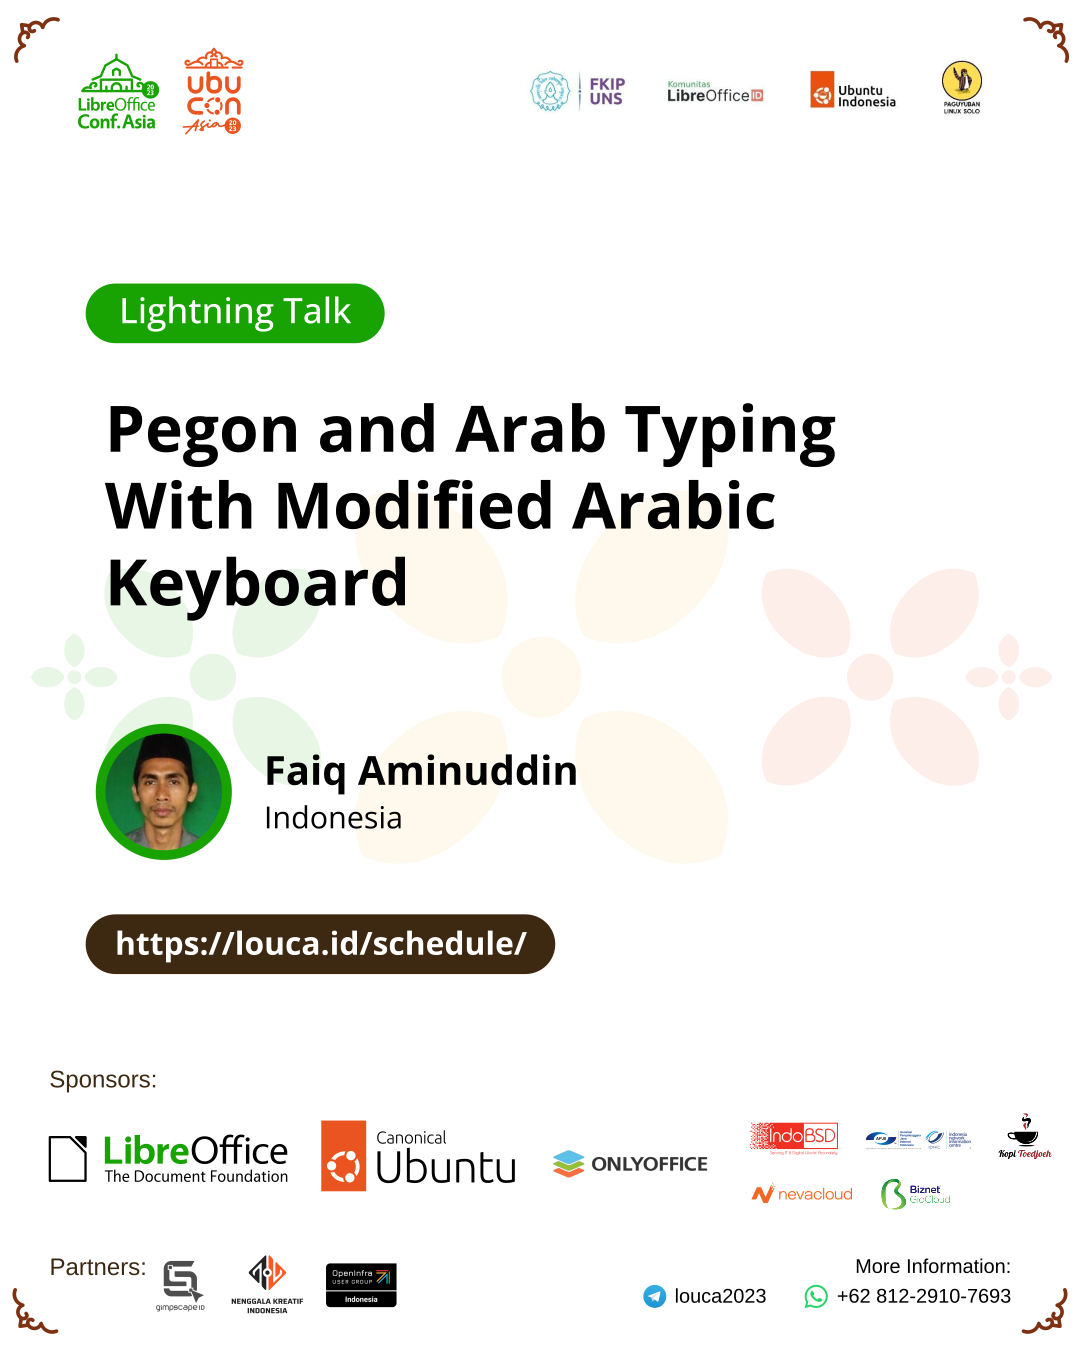 LibreOffice
Conf. Asia
2023
ubu
con
Asia
2023
FKIP
UNS
Komunitas
LibreOffice ID
Ubuntu
Indonesia
PAGUYUBAN
LINUX SOLO
Lightning Talk
Pegon and Arab Typing
With Modified Arabic
Keyboard
Faiq Aminuddin
Indonesia
https://louca.id/schedule/
Sponsors:
LibreOffice
The Document Foundation
Canonical
Ubuntu
ONLYOFFICE
IndoBSD
APJII
Kopi Toedjoeh
nevacloud
Biznet
GioCloud
Partners:
gimpscape ID
NENGGALA KREATIF
INDONESIA
OpenInfra
USER GROUP
Indonesia
More Information:
louca2023
+62 812-2910-7693